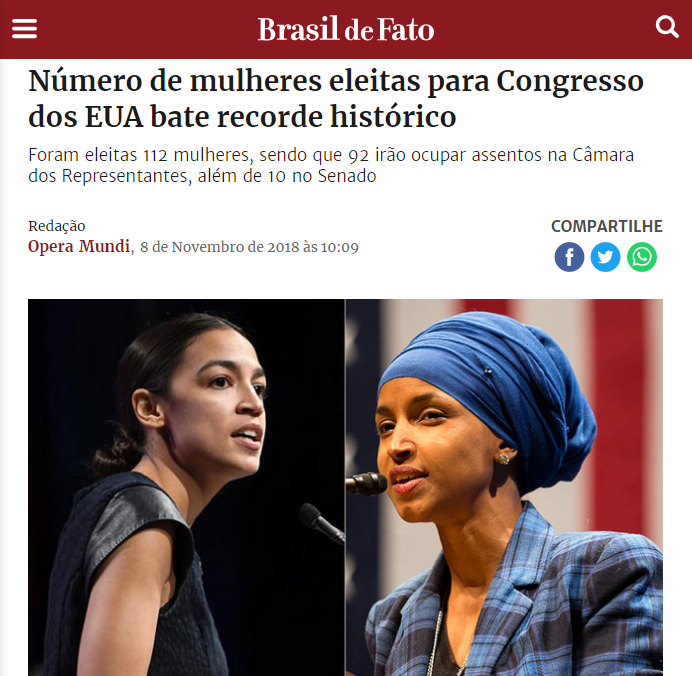 Brasil de Fato
Número de mulheres eleitas para Congresso
dos EUA bate recorde histórico
Foram eleitas 112 mulheres, sendo que 92 irão ocupar assentos na Câmara
dos Representantes, além de 10 no Senado
Redação
Opera Mundi, 8 de Novembro de 2018 às 10:09
COMPARTILHE